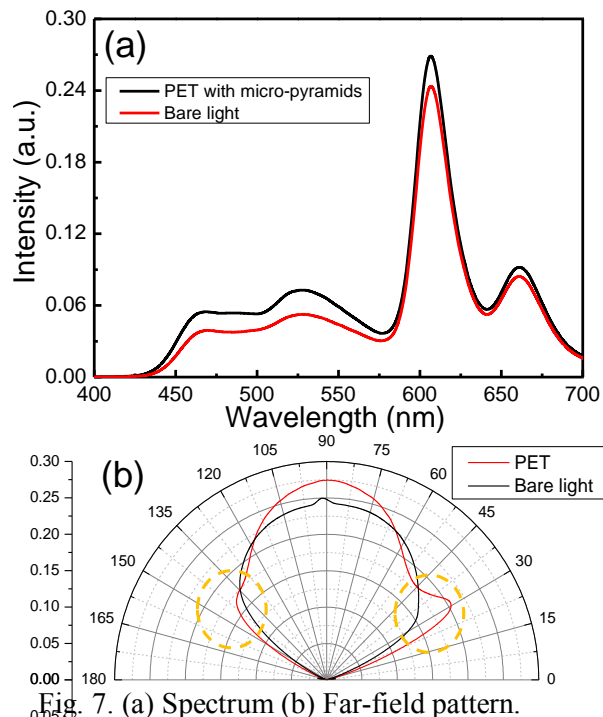 (a)
0.30
0.24
0.18
0.12
0.06
0.00
Intensity (a.u.)
PET with micro-pyramids
Bare light
400 450 500 550 600 650 700
Wavelength (nm)
(b)
PET
Bare light
0.30
0.25
0.20
0.15
0.10
0.05
0.00
0 15 30 45 60 75 90 105 120 135 150 165 180
Fig. 7. (a) Spectrum (b) Far-field pattern.